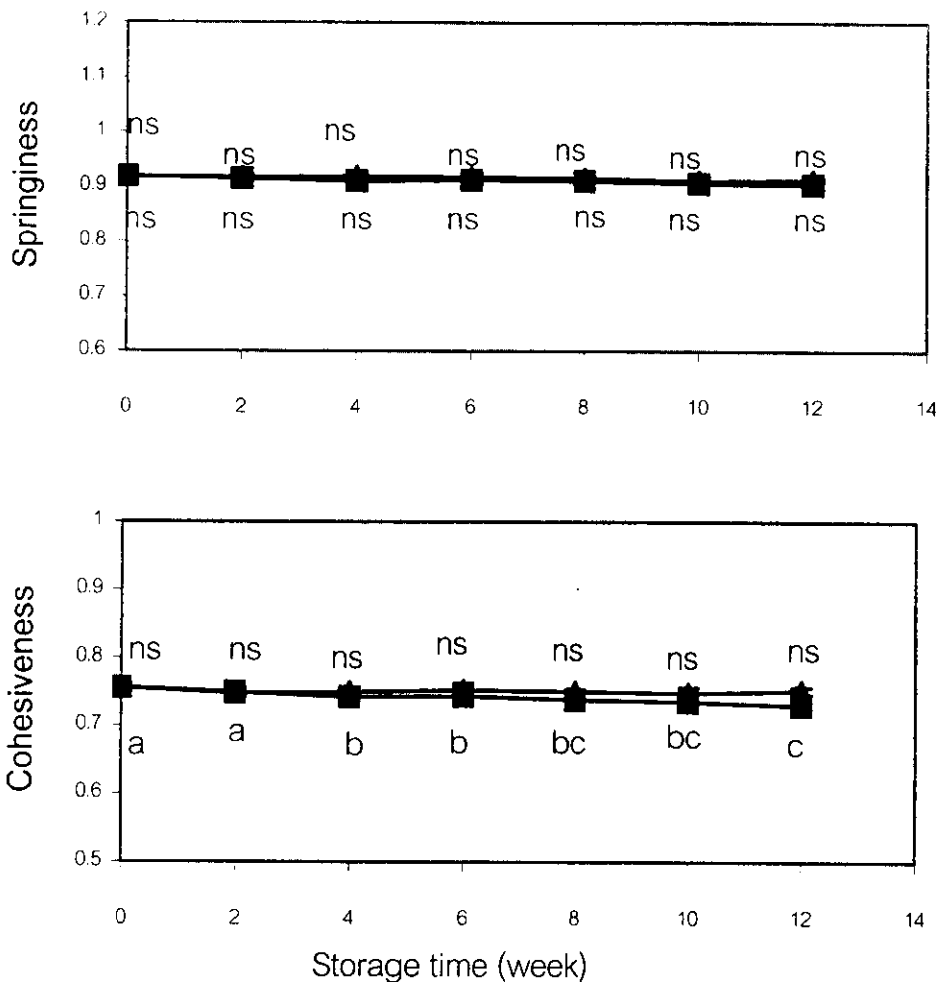 1.2
1.1
1
0.9
0.8
0.7
0.6
Springiness
ns ns ns ns ns ns ns
ns ns ns ns ns ns ns
0 2 4 6 8 10 12 14
1
0.9
0.8
0.7
0.6
0.5
Cohesiveness
ns ns ns ns ns ns ns
a a b b bc bc c
0 2 4 6 8 10 12 14
Storage time (week)